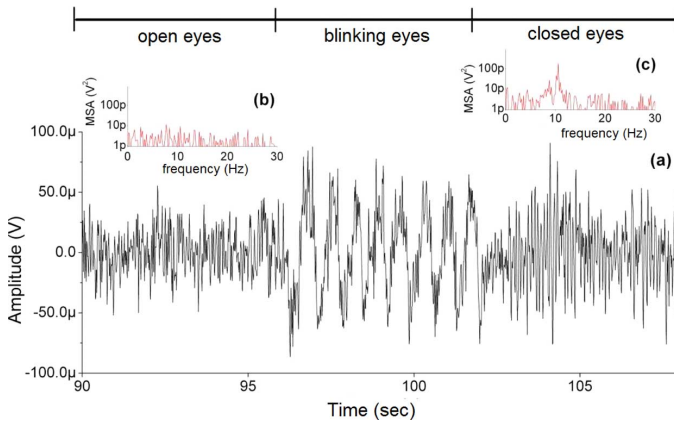 open eyes blinking eyes closed eyes
MSA (V²)
100p
10p
1p
0 10 20 30
frequency (Hz)
(b)
MSA (V²)
100p
10p
1p
0 10 20 30
frequency (Hz)
(c)
(a)
Amplitude (V)
100.0µ
50.0µ
0.0
-50.0µ
-100.0µ
90 95 100 105
Time (sec)